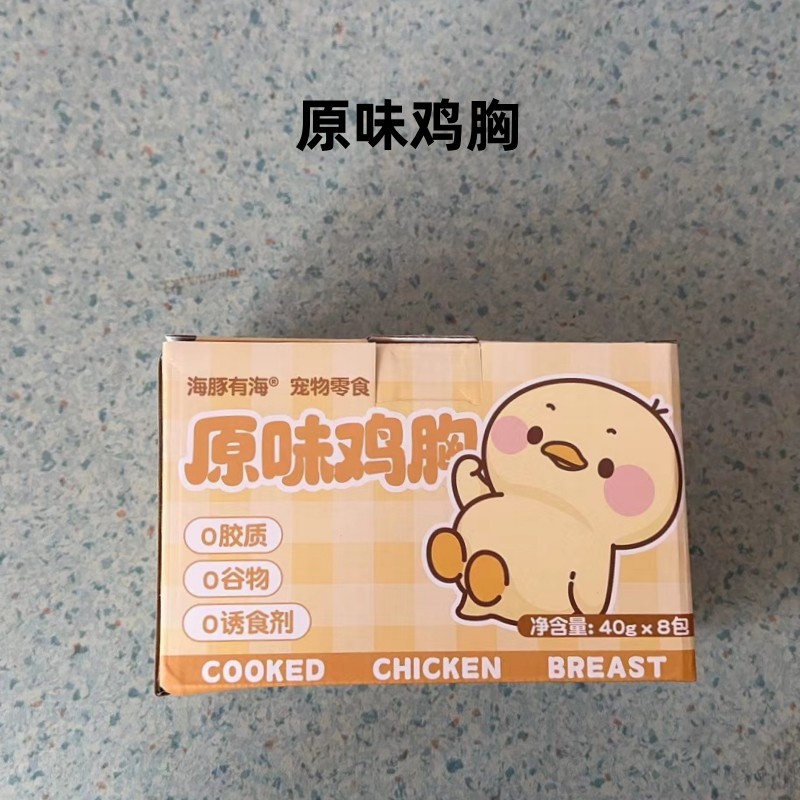 原味鸡胸
海豚有海® 宠物零食
原味鸡胸
0胶质
0谷物
0诱食剂
净含量: 40g x 8包
COOKED CHICKEN BREAST